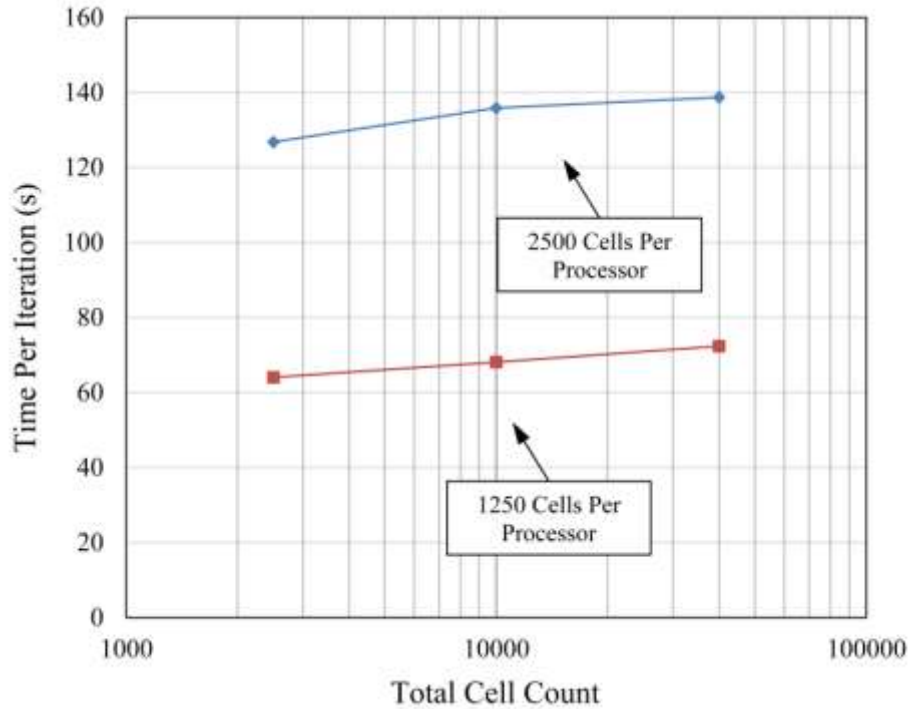 160
140
120
100
80
60
40
20
0
Time Per Iteration (s)
2500 Cells Per
Processor
1250 Cells Per
Processor
1000
10000
100000
Total Cell Count